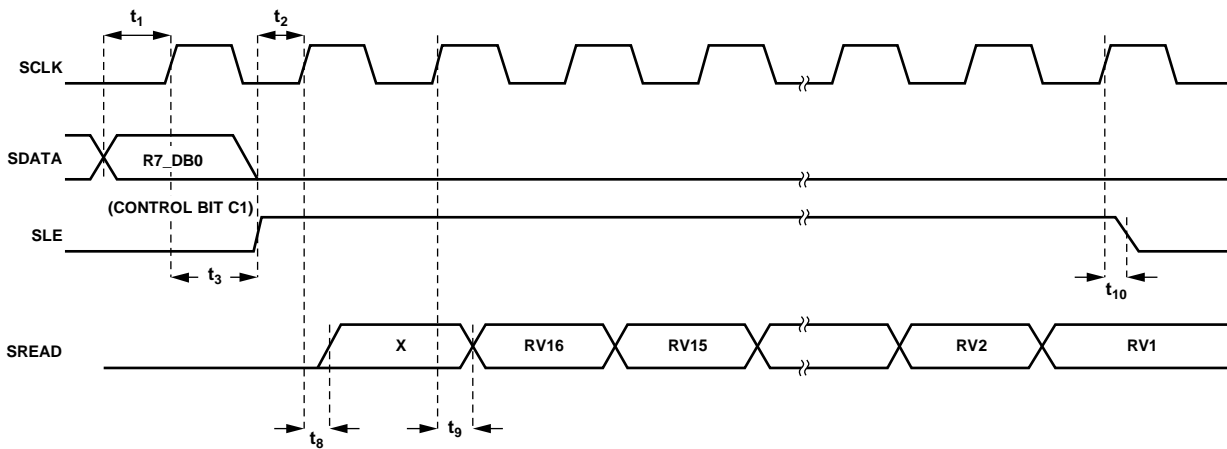 t1 t2
SCLK
SDATA R7_DB0
(CONTROL BIT C1)
SLE
t3 t10
SREAD X RV16 RV15 RV2 RV1
t8 t9